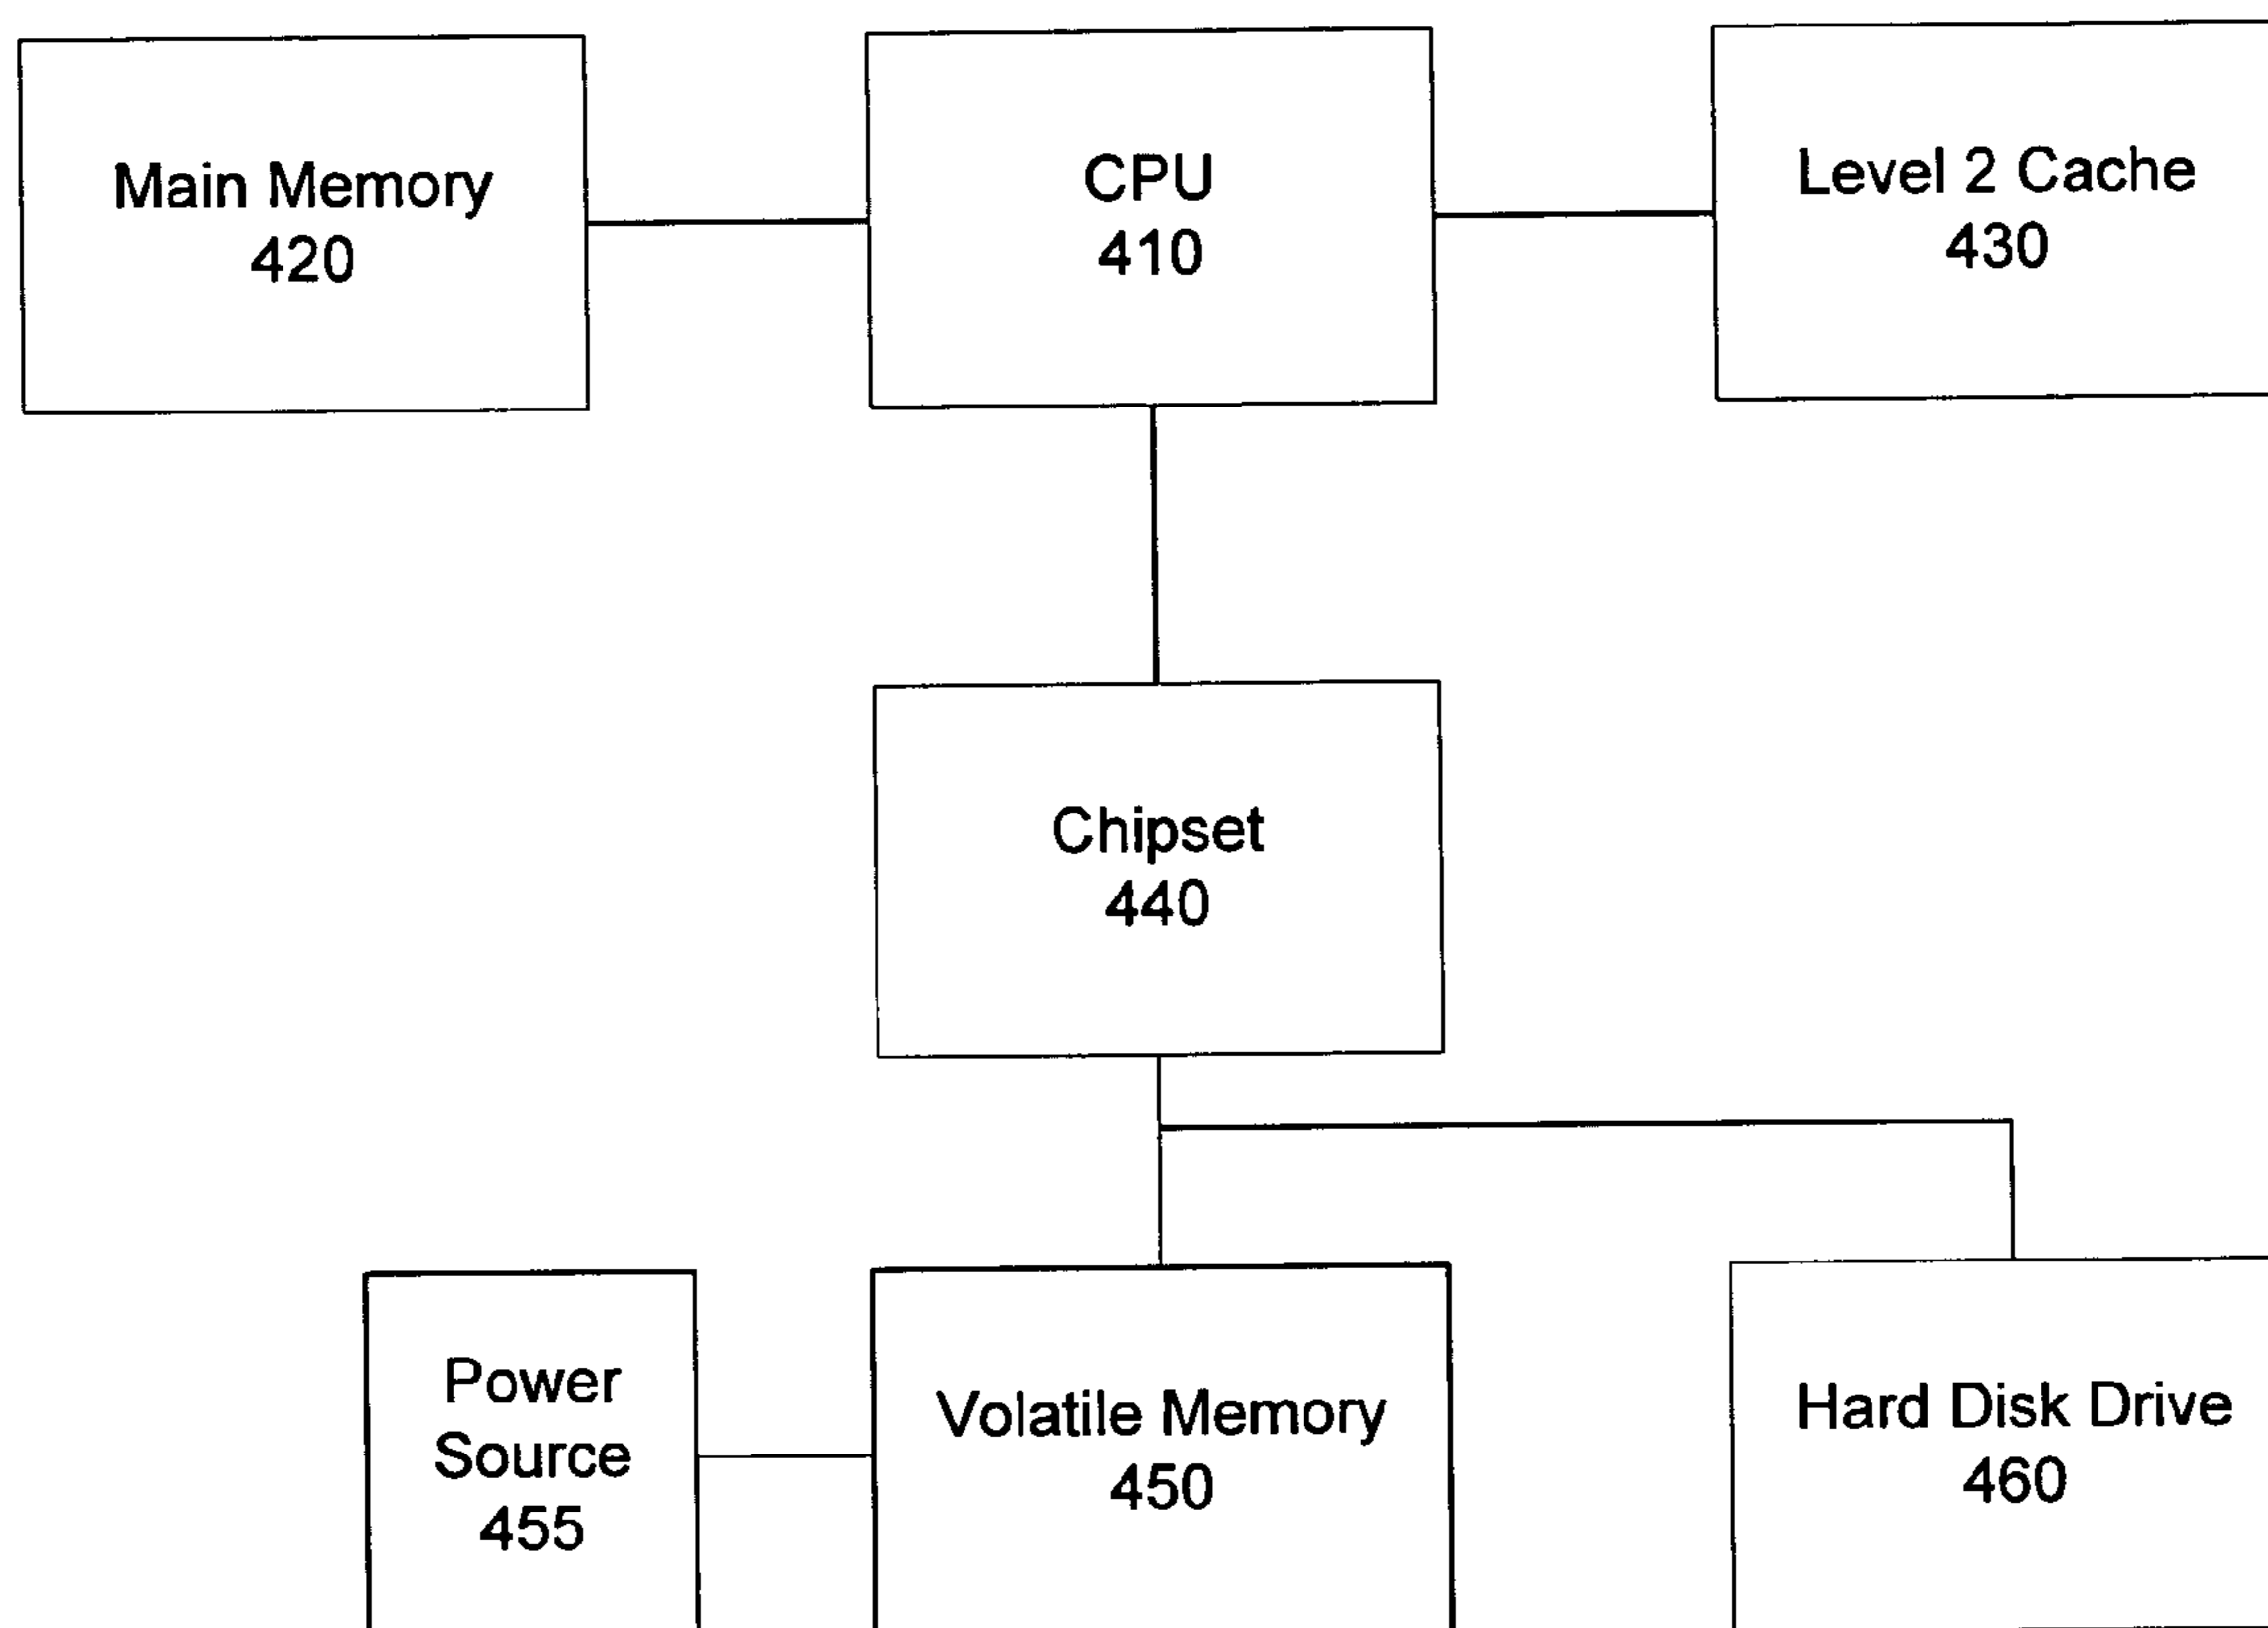 Main Memory
420
CPU
410
Level 2 Cache
430
Chipset
440
Power
Source
455
Volatile Memory
450
Hard Disk Drive
460